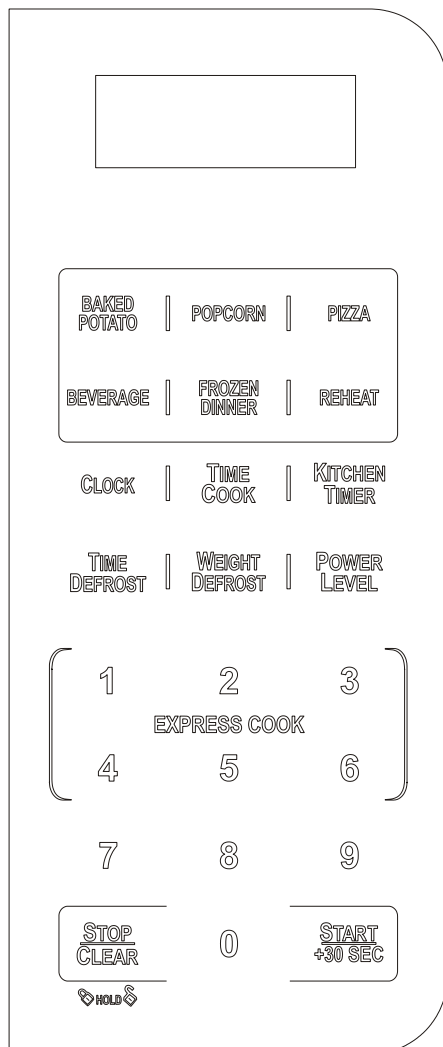 BAKED
POTATO
POPCORN
PIZZA
BEVERAGE
FROZEN
DINNER
REHEAT
CLOCK
TIME
COOK
KITCHEN
TIMER
TIME
DEFROST
WEIGHT
DEFROST
POWER
LEVEL
1 2 3
EXPRESS COOK
4 5 6
7 8 9
STOP
CLEAR
0
START
+30 SEC
HOLD